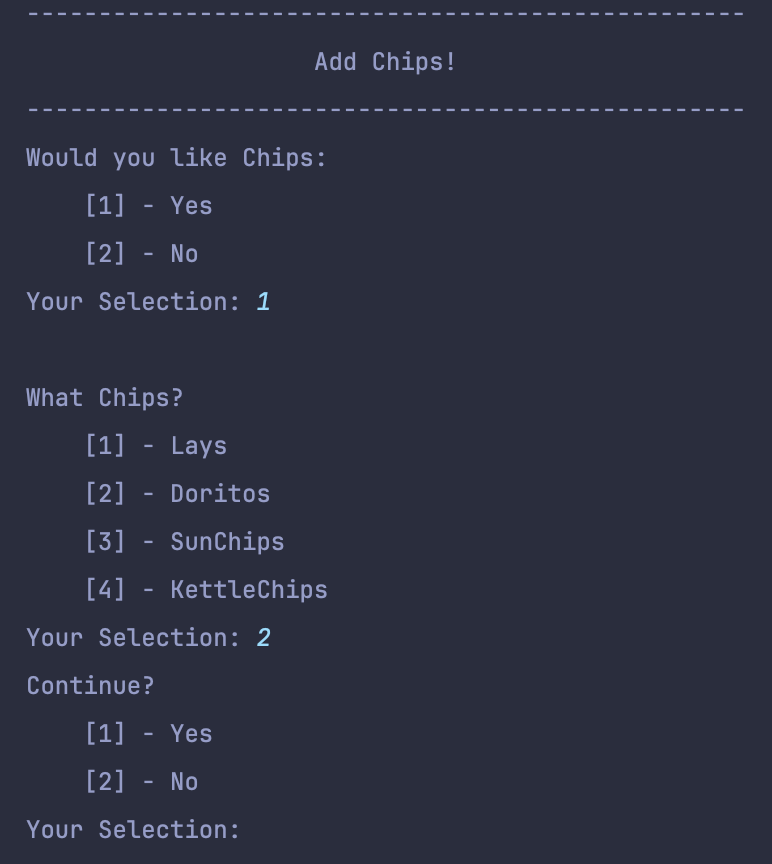 --------------------------------------------------
Add Chips!
--------------------------------------------------
Would you like Chips:
    [1] - Yes
    [2] - No
Your Selection: 1

What Chips?
    [1] - Lays
    [2] - Doritos
    [3] - SunChips
    [4] - KettleChips
Your Selection: 2
Continue?
    [1] - Yes
    [2] - No
Your Selection: